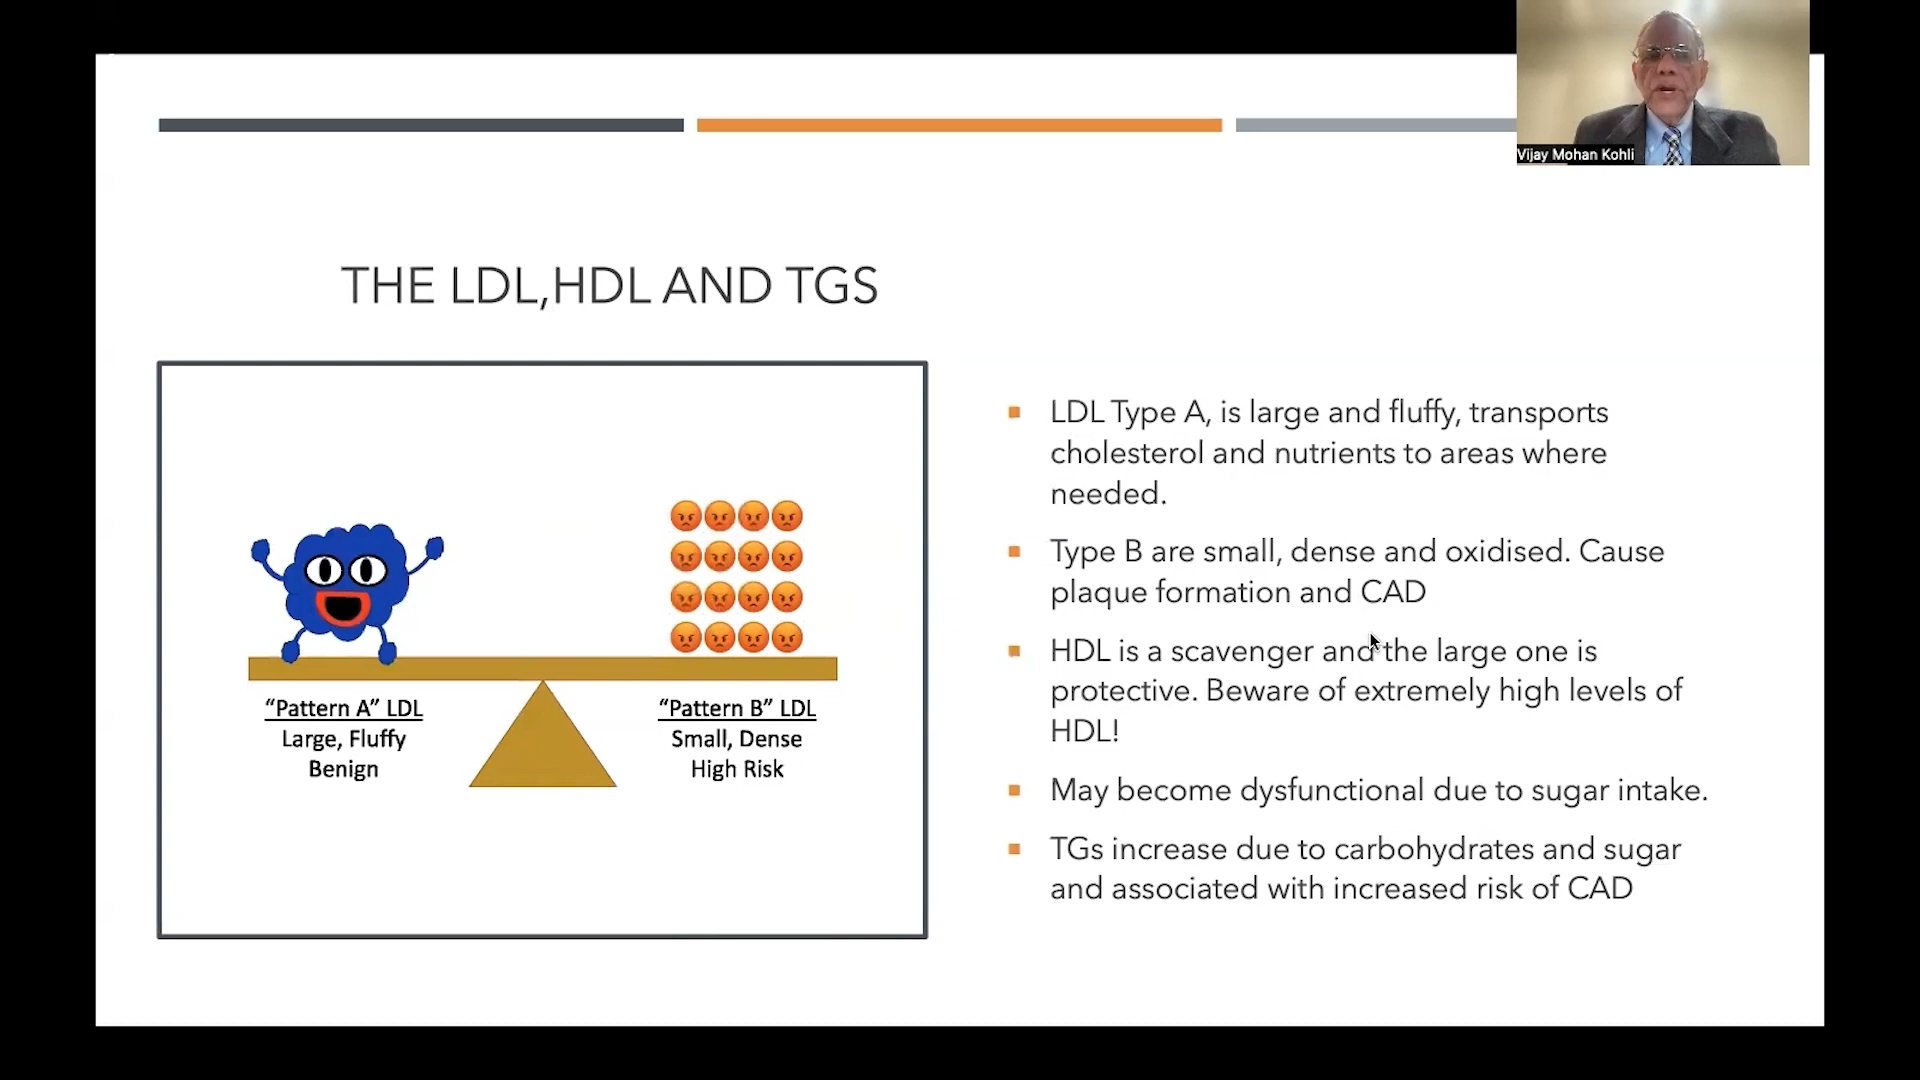 Vijay Mohan Kohli
THE LDL,HDL AND TGS
“Pattern A” LDL
Large, Fluffy
Benign
“Pattern B” LDL
Small, Dense
High Risk
LDL Type A, is large and fluffy, transports
cholesterol and nutrients to areas where
needed.
Type B are small, dense and oxidised. Cause
plaque formation and CAD
HDL is a scavenger and the large one is
protective. Beware of extremely high levels of
HDL!
May become dysfunctional due to sugar intake.
TGs increase due to carbohydrates and sugar
and associated with increased risk of CAD